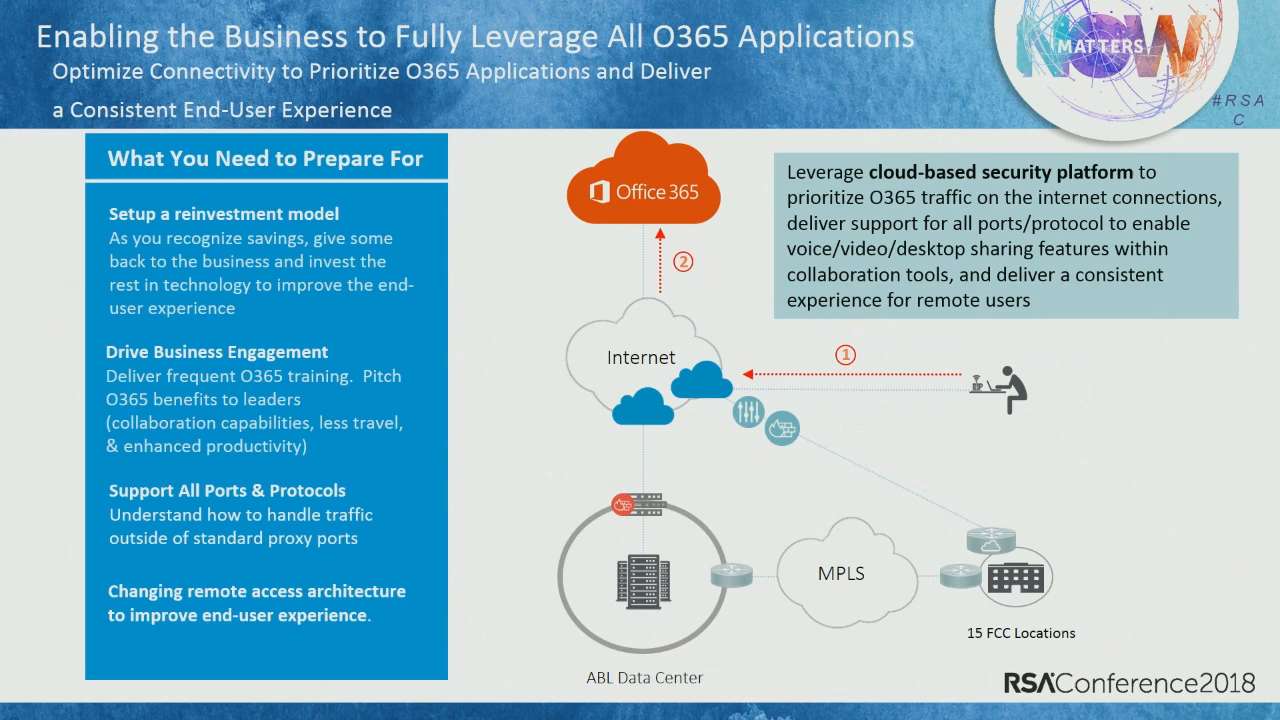 Enabling the Business to Fully Leverage All O365 Applications
Optimize Connectivity to Prioritize O365 Applications and Deliver
a Consistent End-User Experience
NOW
MATTERS
#RSA
C
What You Need to Prepare For
Setup a reinvestment model
As you recognize savings, give some
back to the business and invest the
rest in technology to improve the end-
user experience
Drive Business Engagement
Deliver frequent O365 training.  Pitch
O365 benefits to leaders
(collaboration capabilities, less travel,
& enhanced productivity)
Support All Ports & Protocols
Understand how to handle traffic
outside of standard proxy ports
Changing remote access architecture
to improve end-user experience.
Office 365
2
Internet
1
Leverage cloud-based security platform to
prioritize O365 traffic on the internet connections,
deliver support for all ports/protocol to enable
voice/video/desktop sharing features within
collaboration tools, and deliver a consistent
experience for remote users
MPLS
15 FCC Locations
ABL Data Center
RSAConference2018